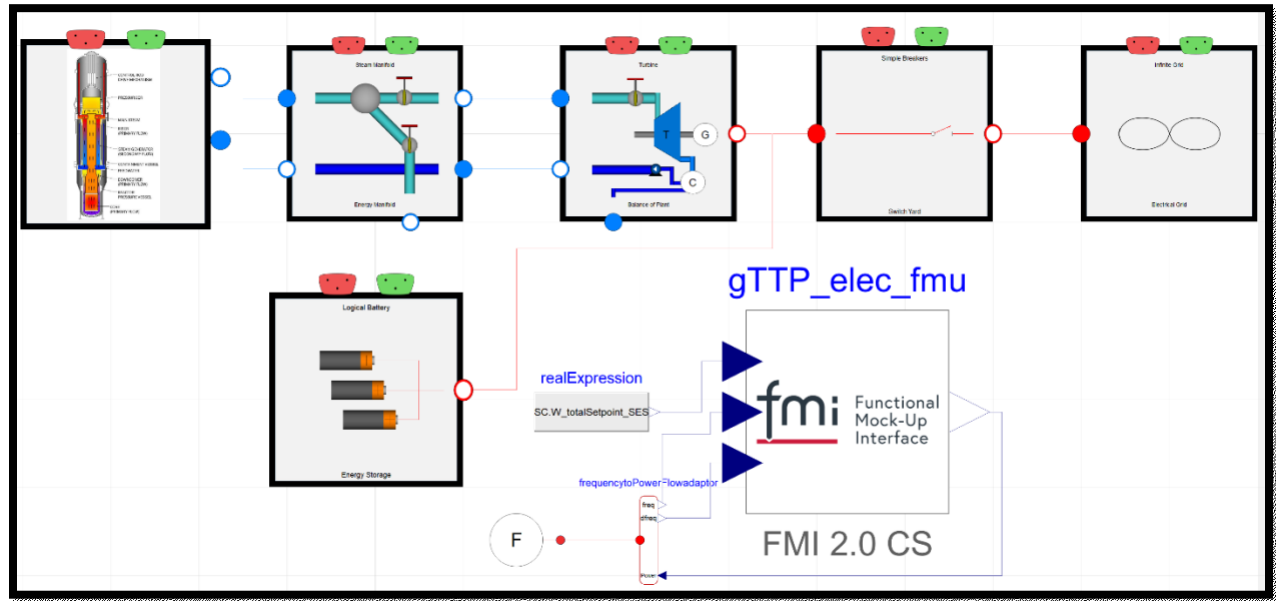 Steam Manifold
Energy Manifold
Turbine
T
G
C
Balance of Plant
Simple Breakers
Switch Yard
Infinite Grid
Electrical Grid
Logical Battery
Energy Storage
gTTP_elec_fmu
realExpression
SC.W_totalSetpoint_SES
fmi
Functional
Mock-Up
Interface
frequencytoPowerFlowadaptor
freq
dfreq
Power
F
FMI 2.0 CS